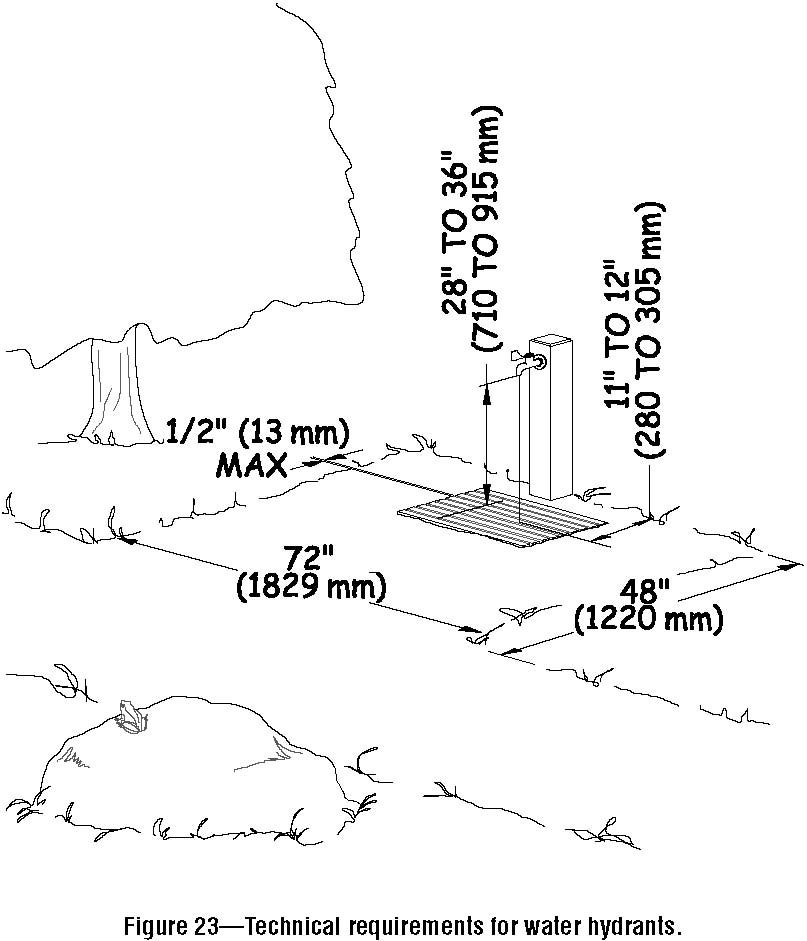 28" TO 36"
(710 TO 915 mm)
11" TO 12"
(280 TO 305 mm)
1/2" (13 mm)
MAX
72"
(1829 mm)
48"
(1220 mm)
Figure 23—Technical requirements for water hydrants.